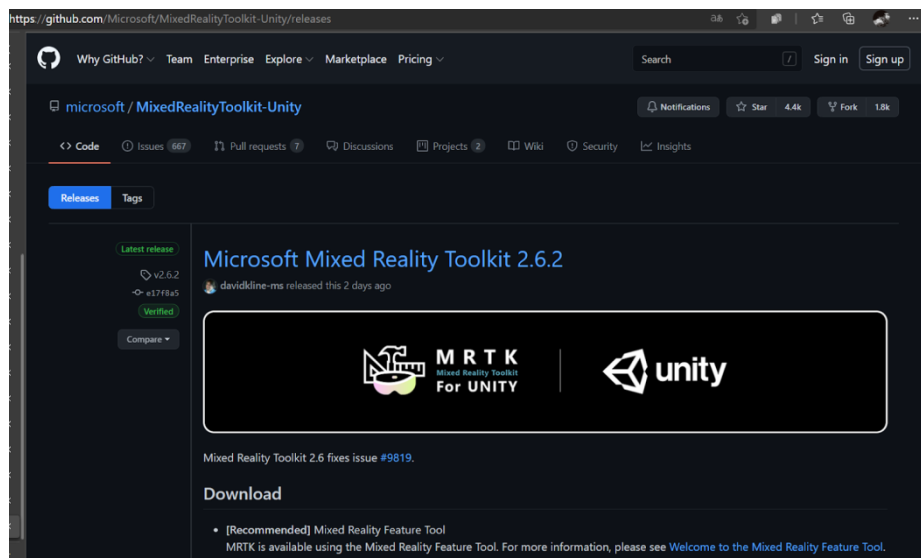 https://github.com/Microsoft/MixedRealityToolkit-Unity/releases
Why GitHub? Team Enterprise Explore Marketplace Pricing Search / Sign in Sign up
microsoft / MixedRealityToolkit-Unity Notifications Star 4.4k Fork 1.8k
<> Code Issues 667 Pull requests 7 Discussions Projects 2 Wiki Security Insights
Releases Tags
Latest release
v2.6.2
e17f8a5
Verified
Compare
Microsoft Mixed Reality Toolkit 2.6.2
davidkline-ms released this 2 days ago
MRTK
Mixed Reality Toolkit
For UNITY
unity
Mixed Reality Toolkit 2.6 fixes issue #9819.
Download
• [Recommended] Mixed Reality Feature Tool
MRTK is available using the Mixed Reality Feature Tool. For more information, please see Welcome to the Mixed Reality Feature Tool.